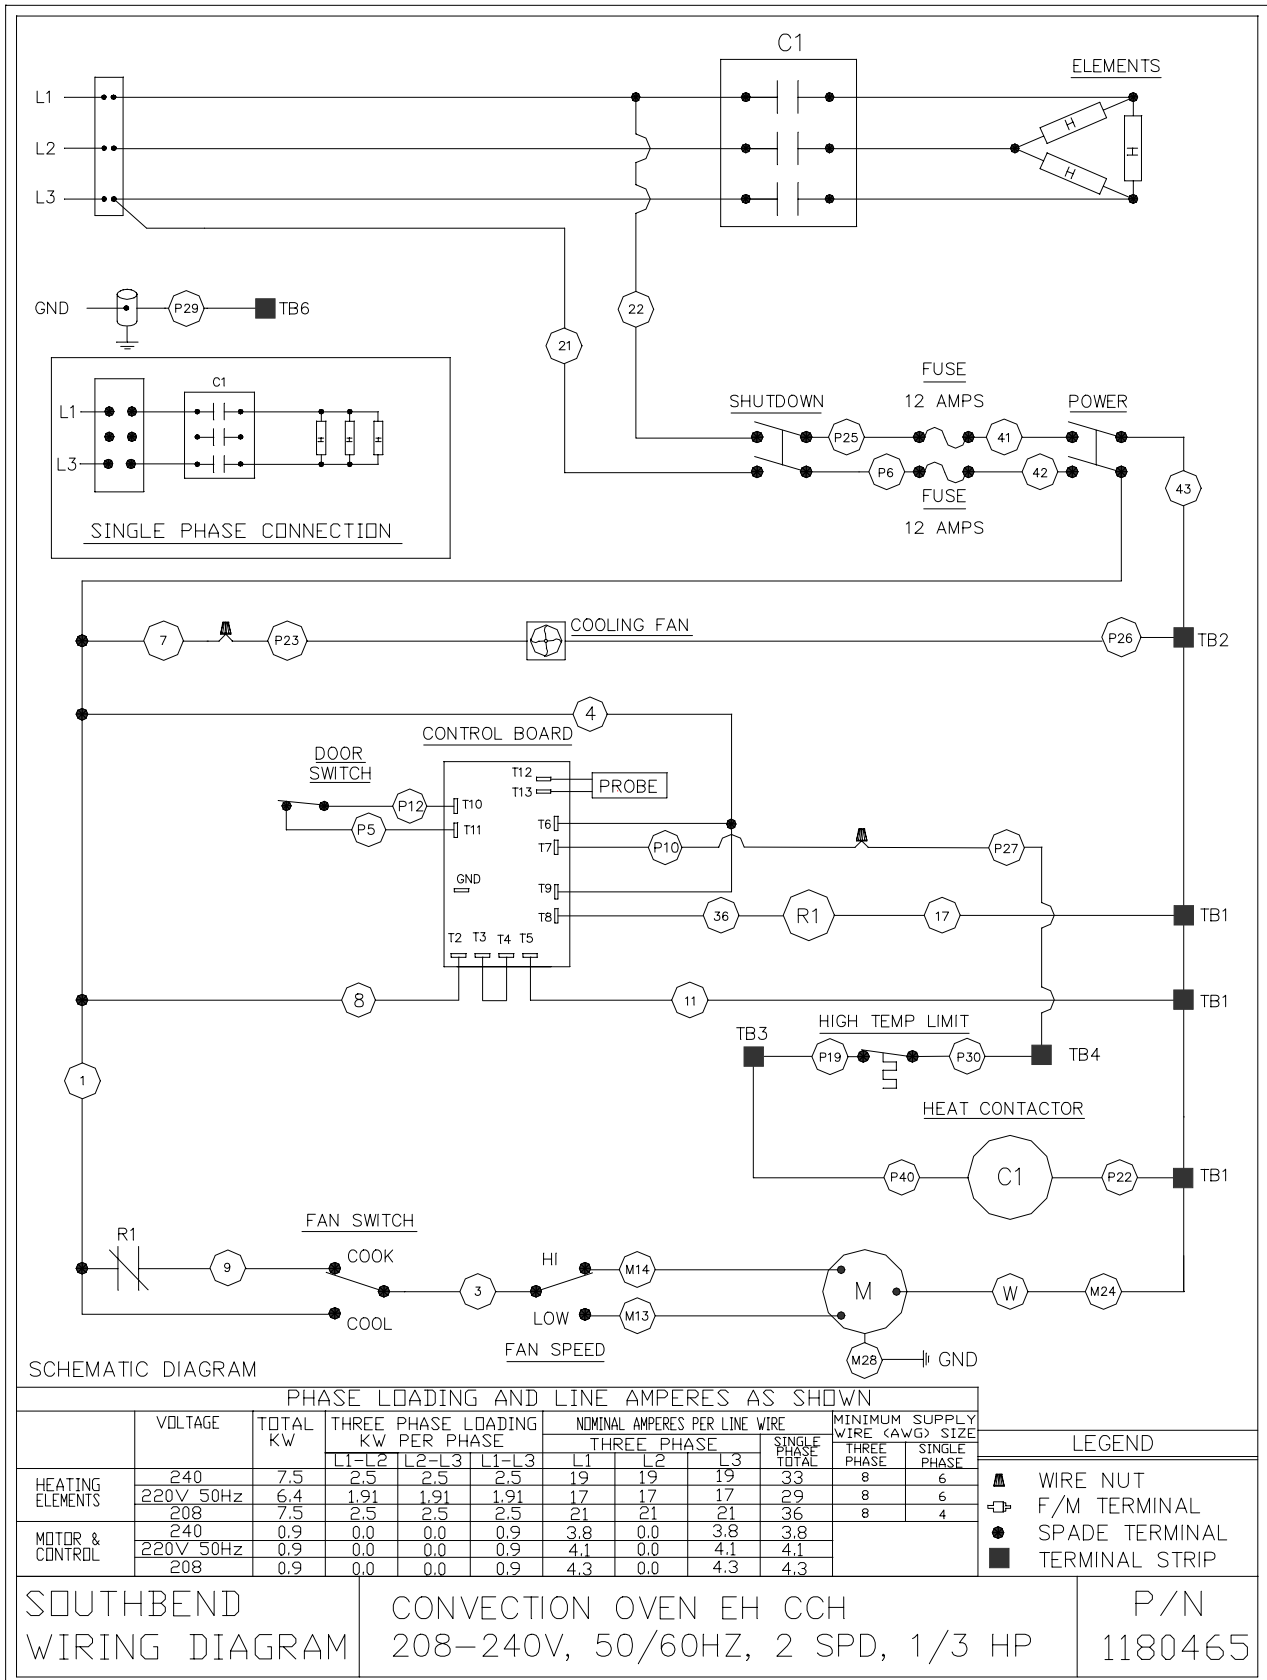 C1
ELEMENTS
L1
L2
L3
H
H
H
GND
P29
TB6
22
21
C1
L1
L3
H
H
H
SINGLE PHASE CONNECTION
FUSE
12 AMPS
SHUTDOWN
POWER
P25
41
P6
42
43
FUSE
12 AMPS
7
P23
COOLING FAN
P26
TB2
4
CONTROL BOARD
DOOR
SWITCH
T12
T13
PROBE
P12
T10
P5
T11
T6
T7
P10
P27
GND
T9
T8
36
R1
17
TB1
T2
T3
T4
T5
8
11
TB1
HIGH TEMP LIMIT
TB3
P19
P30
TB4
1
HEAT CONTACTOR
P40
C1
P22
TB1
FAN SWITCH
R1
9
COOK
HI
M14
3
M
W
M24
COOL
LOW
M13
FAN SPEED
M28
GND
SCHEMATIC DIAGRAM
PHASE LOADING AND LINE AMPERES AS SHOWN
VOLTAGE
TOTAL
KW
THREE PHASE LOADING
KW PER PHASE
L1-L2 L2-L3 L1-L3
NOMINAL AMPERES PER LINE WIRE
THREE PHASE
L1 L2 L3
SINGLE
PHASE
TOTAL
MINIMUM SUPPLY
WIRE (AWG) SIZE
THREE
PHASE
SINGLE
PHASE
HEATING
ELEMENTS
240 7.5 2.5 2.5 2.5 19 19 19 33 8 6
220V 50Hz 6.4 1.91 1.91 1.91 17 17 17 29 8 6
208 7.5 2.5 2.5 2.5 21 21 21 36 8 4
MOTOR &
CONTROL
240 0.9 0.0 0.0 0.9 3.8 0.0 3.8 3.8
220V 50Hz 0.9 0.0 0.0 0.9 4.1 0.0 4.1 4.1
208 0.9 0.0 0.0 0.9 4.3 0.0 4.3 4.3
LEGEND
WIRE NUT
F/M TERMINAL
SPADE TERMINAL
TERMINAL STRIP
SOUTHBEND
WIRING DIAGRAM
CONVECTION OVEN EH CCH
208-240V, 50/60HZ, 2 SPD, 1/3 HP
P/N
1180465